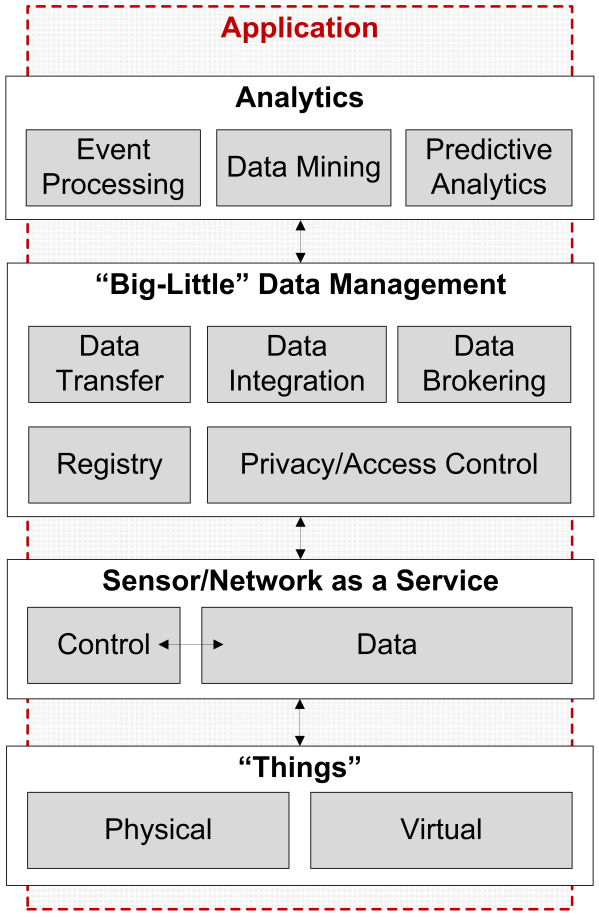 Application
Analytics
Event
Processing
Data Mining
Predictive
Analytics
“Big-Little” Data Management
Data
Transfer
Data
Integration
Data
Brokering
Registry
Privacy/Access Control
Sensor/Network as a Service
Control
Data
“Things”
Physical
Virtual